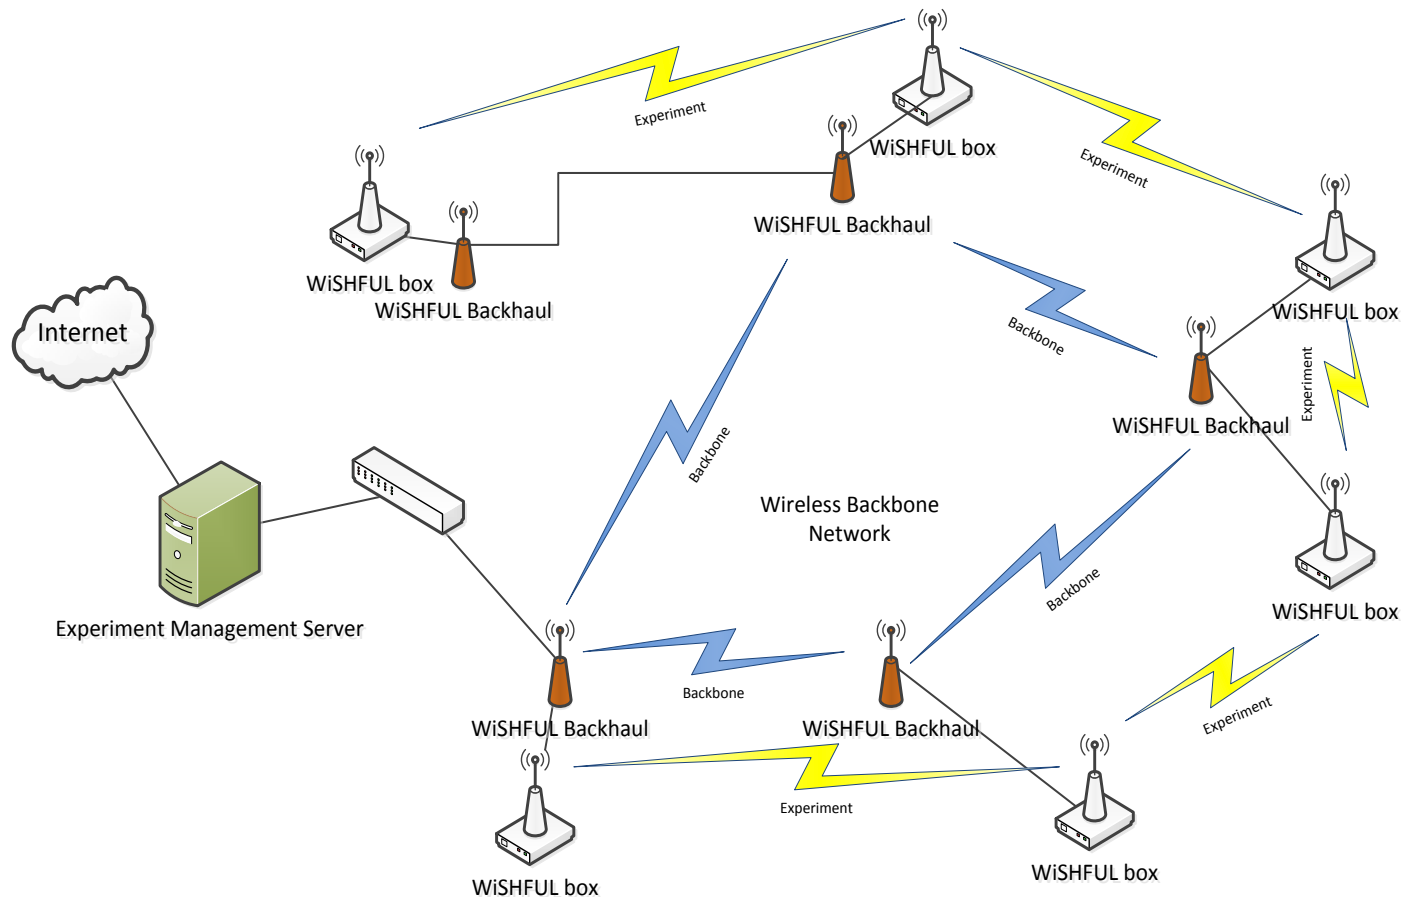 Experiment
WiSHFUL box
Experiment
WiSHFUL Backhaul
WiSHFUL box
WiSHFUL Backhaul
WiSHFUL box
Internet
Backbone
Experiment
WiSHFUL Backhaul
Backbone
Wireless Backbone
Network
Backbone
WiSHFUL box
Experiment Management Server
Backbone
Experiment
WiSHFUL Backhaul
WiSHFUL Backhaul
Experiment
WiSHFUL box
WiSHFUL box